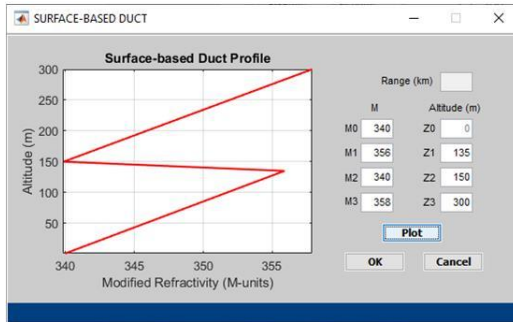 SURFACE-BASED DUCT
Surface-based Duct Profile
300
250
200
150
100
50
Altitude (m)
340 345 350 355
Modified Refractivity (M-units)
Range (km)
M Altitude (m)
M0 340 Z0 0
M1 356 Z1 135
M2 340 Z2 150
M3 358 Z3 300
Plot
OK Cancel